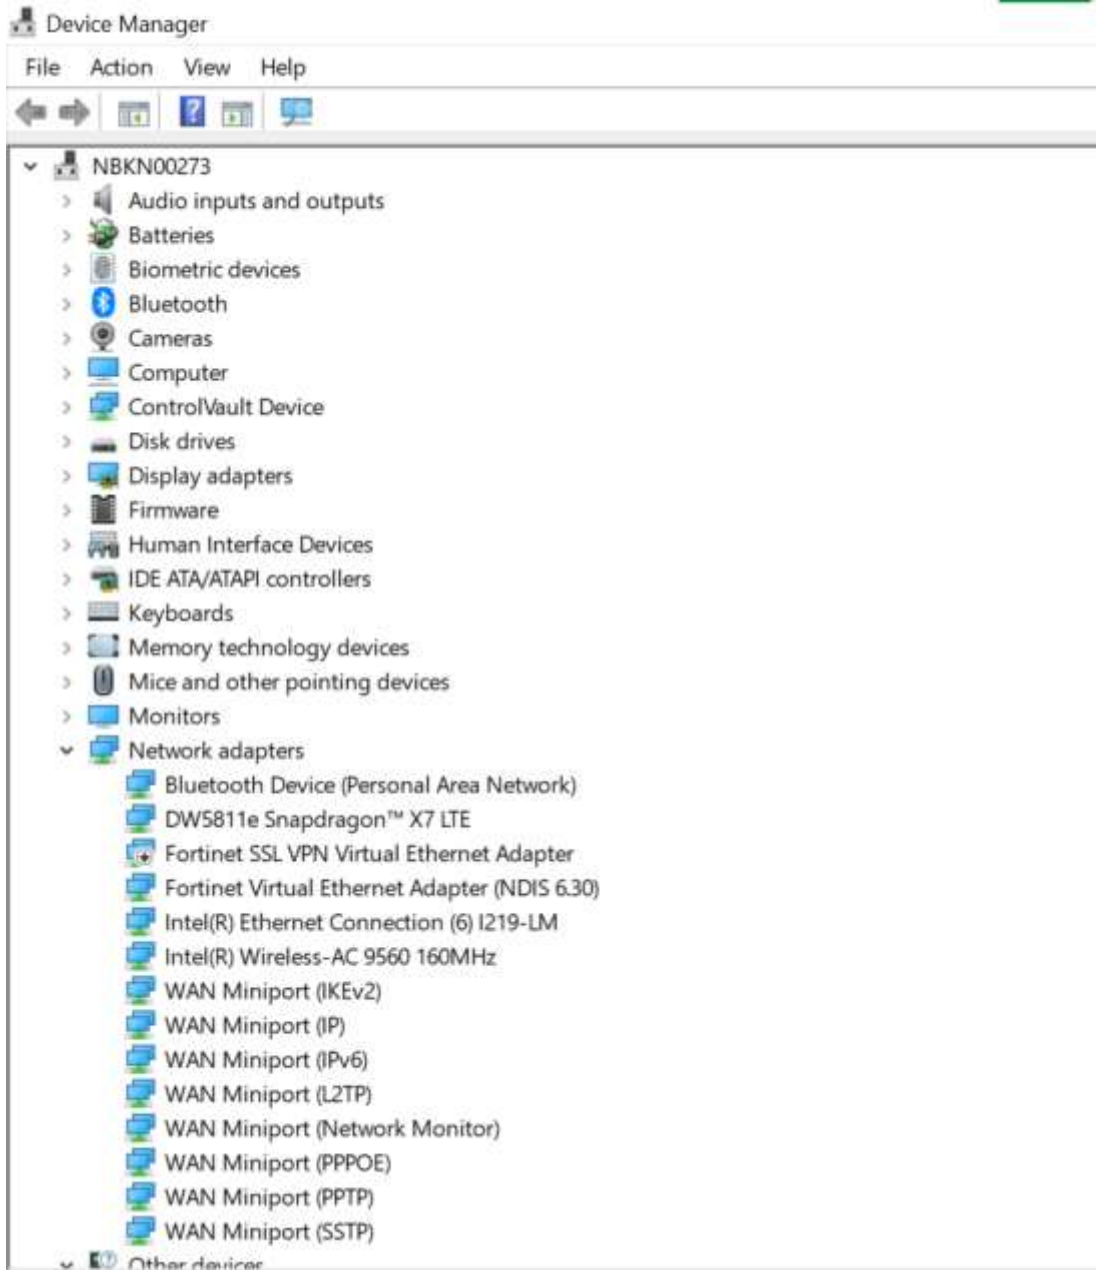 Device Manager
File Action View Help
NBKN00273
Audio inputs and outputs
Batteries
Biometric devices
Bluetooth
Cameras
Computer
ControlVault Device
Disk drives
Display adapters
Firmware
Human Interface Devices
IDE ATA/ATAPI controllers
Keyboards
Memory technology devices
Mice and other pointing devices
Monitors
Network adapters
Bluetooth Device (Personal Area Network)
DW5811e Snapdragon™ X7 LTE
Fortinet SSL VPN Virtual Ethernet Adapter
Fortinet Virtual Ethernet Adapter (NDIS 6.30)
Intel(R) Ethernet Connection (6) I219-LM
Intel(R) Wireless-AC 9560 160MHz
WAN Miniport (IKEv2)
WAN Miniport (IP)
WAN Miniport (IPv6)
WAN Miniport (L2TP)
WAN Miniport (Network Monitor)
WAN Miniport (PPPOE)
WAN Miniport (PPTP)
WAN Miniport (SSTP)
Other devices